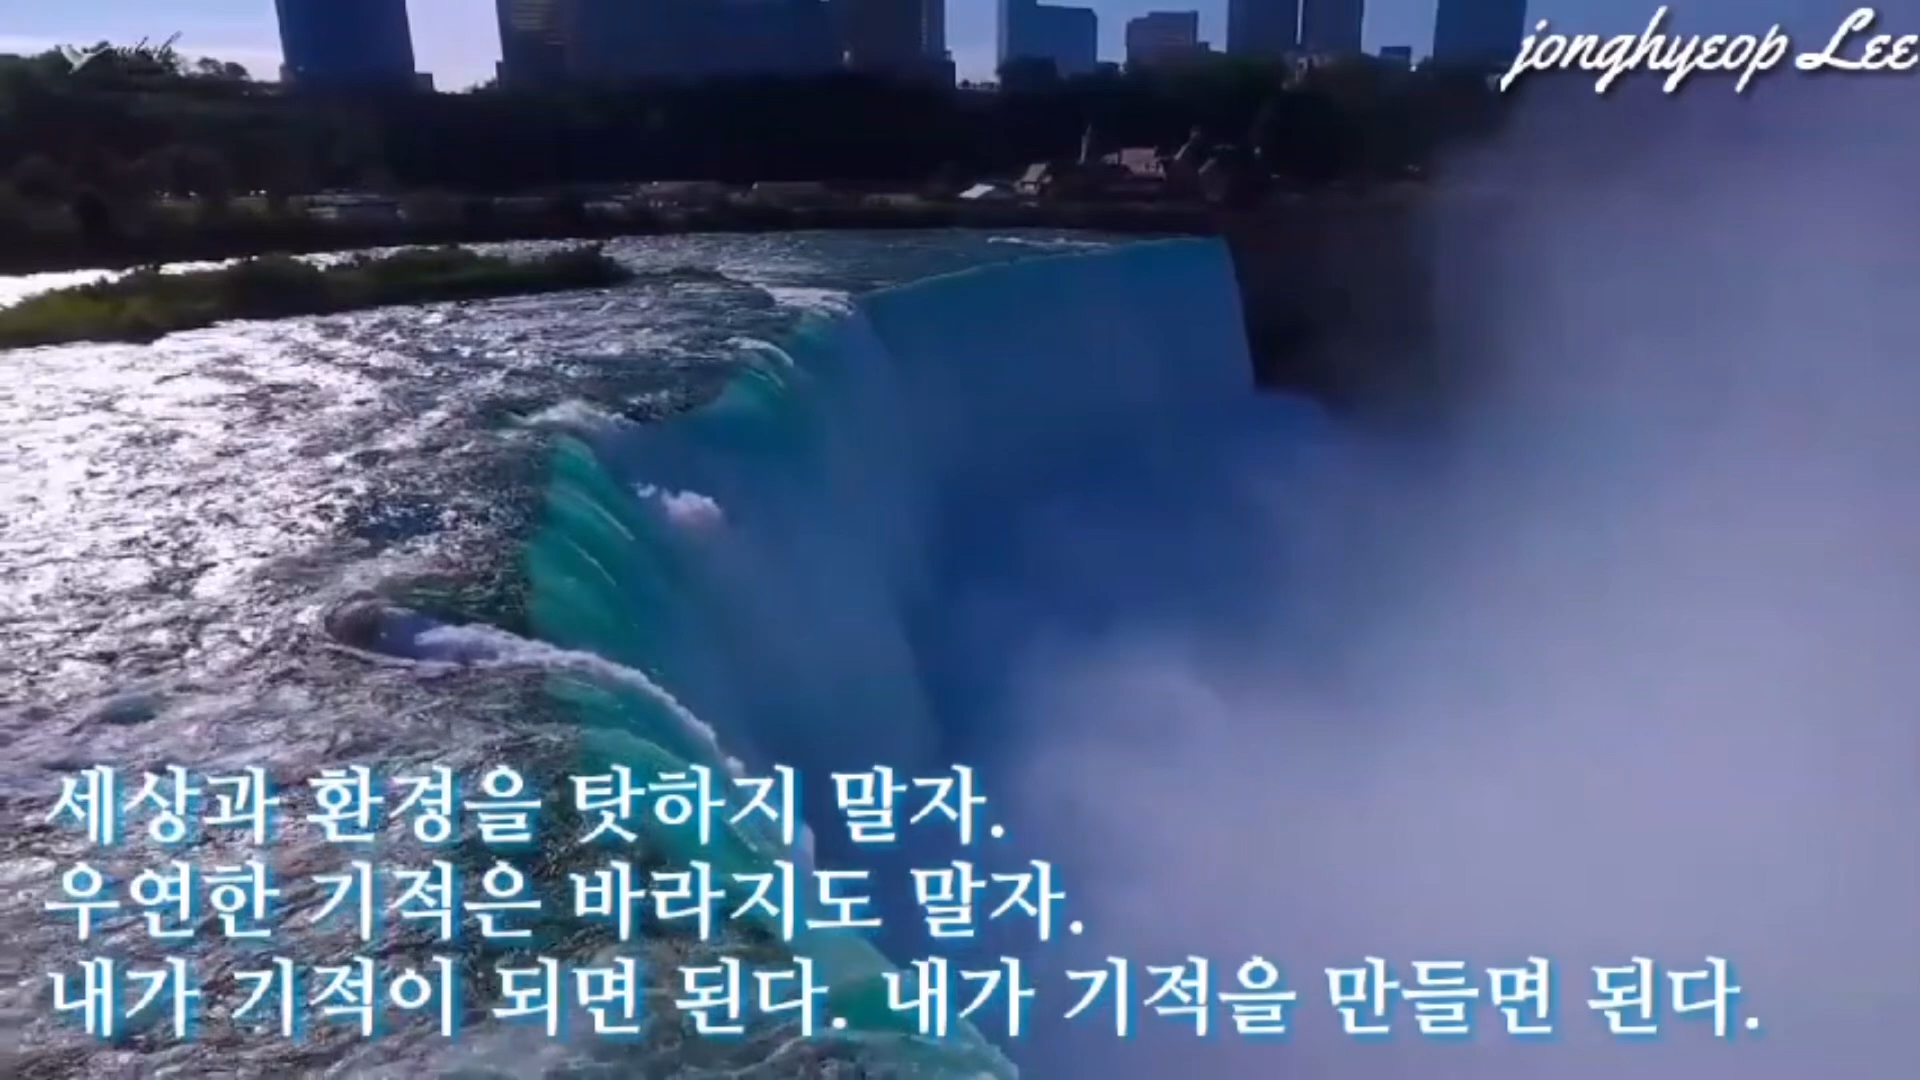 jonghyeop Lee
세상과 환경을 탓하지 말자.
우연한 기적은 바라지도 말자.
내가 기적이 되면 된다. 내가 기적을 만들면 된다.